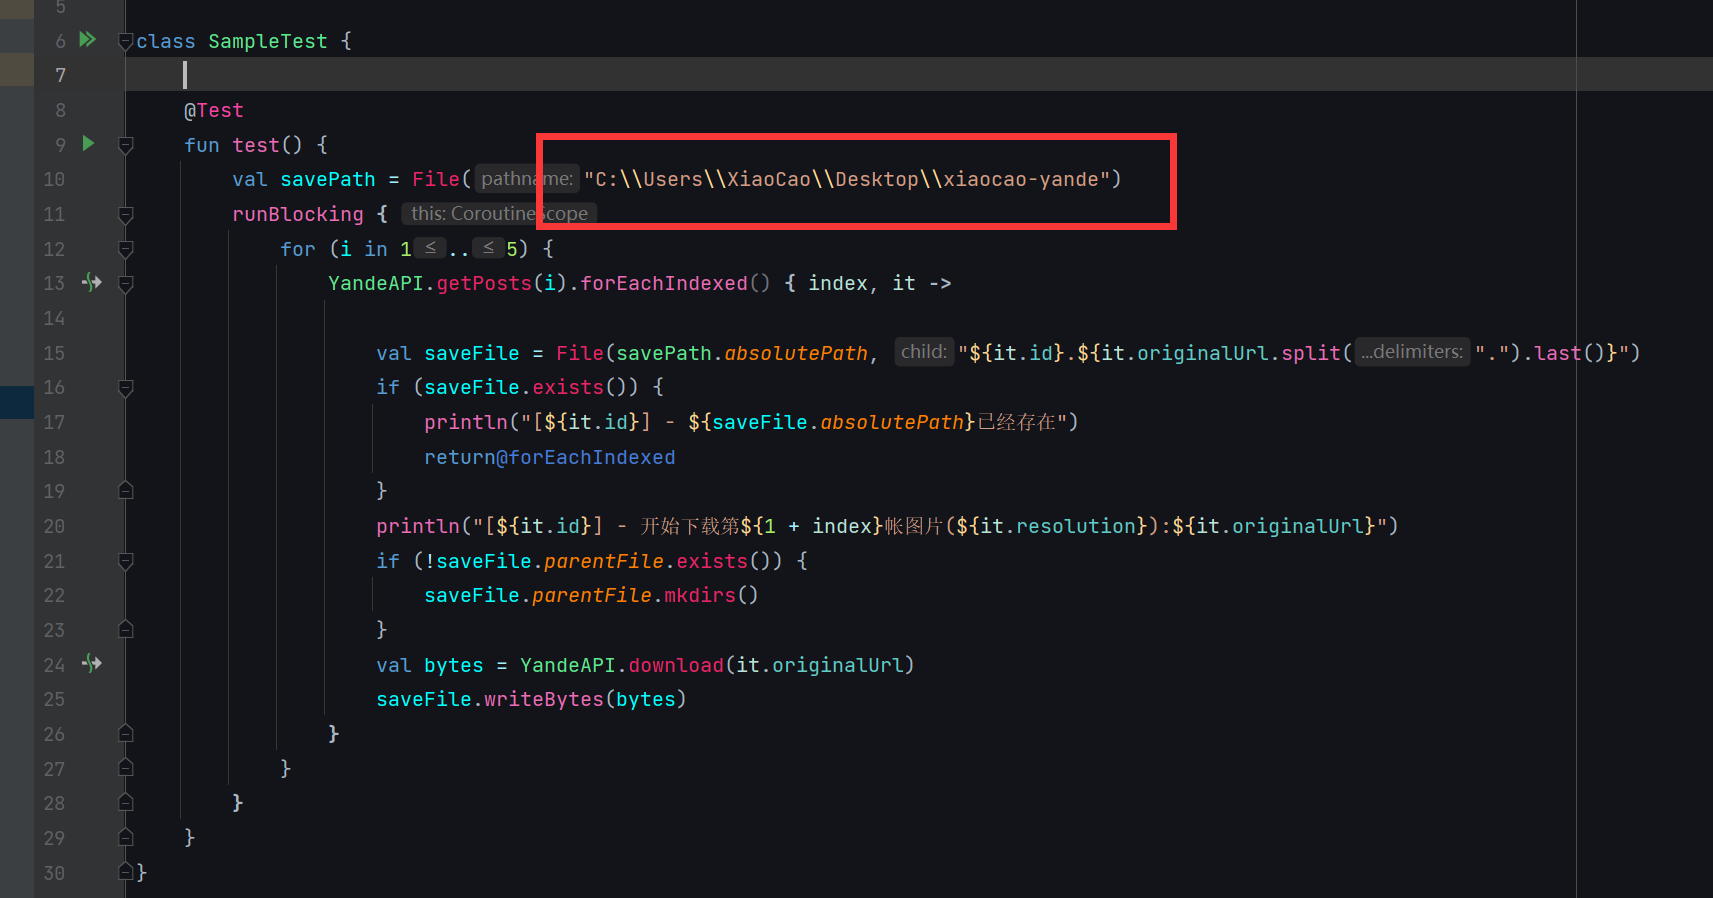 5
6 class SampleTest {
7
8 @Test
9 fun test() {
10 val savePath = File( pathname: "C:\\Users\\XiaoCao\\Desktop\\xiaocao-yande")
11 runBlocking { this: CoroutineScope
12 for (i in 1 ≤ .. ≤ 5) {
13 YandeAPI.getPosts(i).forEachIndexed() { index, it ->
14
15 val saveFile = File(savePath.absolutePath, child: "${it.id}.${it.originalUrl.split( ...delimiters: ".").last()}")
16 if (saveFile.exists()) {
17 println("[${it.id}] - ${saveFile.absolutePath}已经存在")
18 return@forEachIndexed
19 }
20 println("[${it.id}] - 开始下载第${1 + index}帐图片(${it.resolution}):${it.originalUrl}")
21 if (!saveFile.parentFile.exists()) {
22 saveFile.parentFile.mkdirs()
23 }
24 val bytes = YandeAPI.download(it.originalUrl)
25 saveFile.writeBytes(bytes)
26 }
27 }
28 }
29 }
30 }